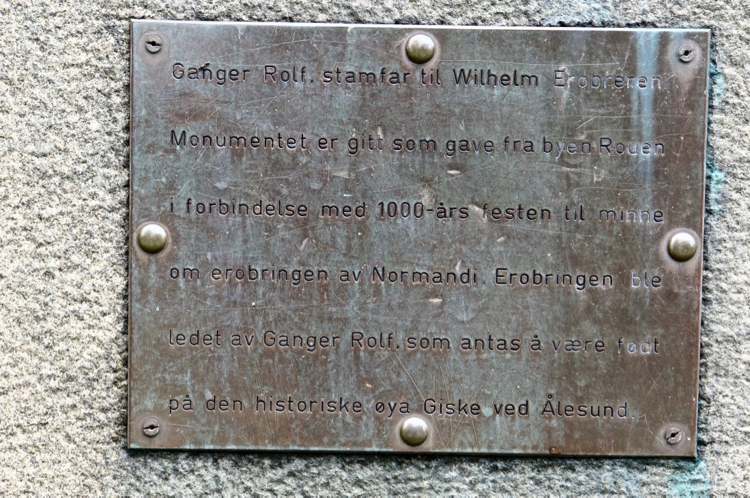 Ganger Rolf, stamfar til Wilhelm Erobreren.
Monumentet er gitt som gave fra byen Rouen
i forbindelse med 1000-års festen til minne
om erobringen av Normandi. Erobringen ble
ledet av Ganger Rolf, som antas å være født
på den historiske øya Giske ved Ålesund.